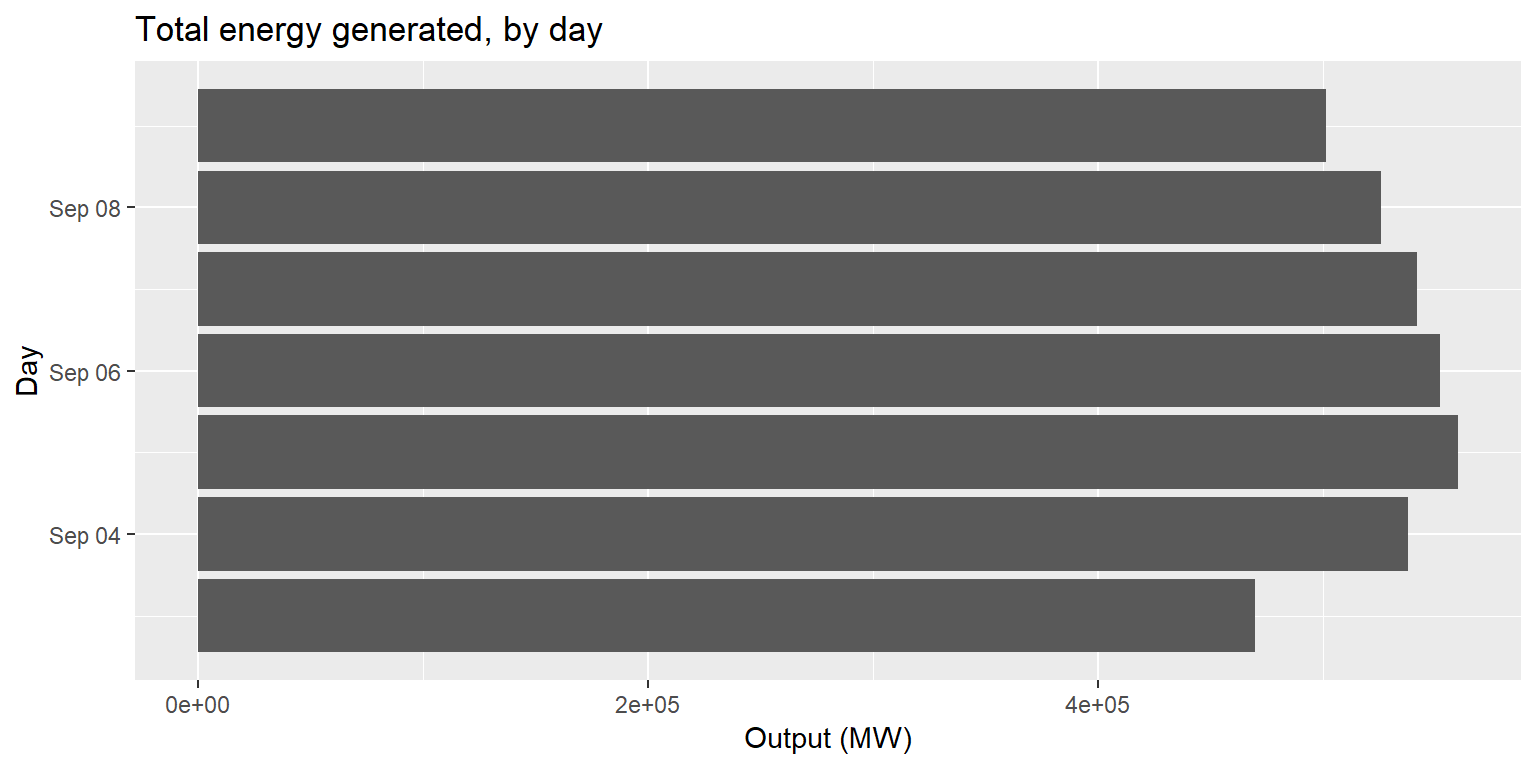 Total energy generated, by day
Sep 08
Sep 06
Sep 04
Day
0e+00
2e+05
4e+05
Output (MW)